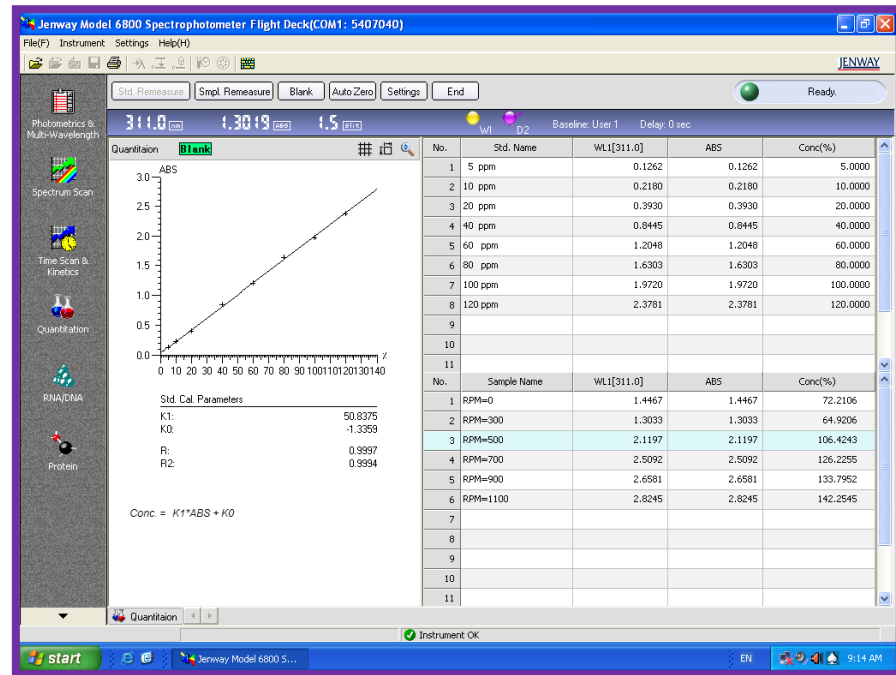 Jenway Model 6800 Spectrophotometer Flight Deck(COM1: 5407040)
File(F) Instrument Settings Help(H)
JENWAY
Std. Remeasure Smpl. Remeasure Blank Auto Zero Settings End Ready.
311.0 nm 1.3019 ABS 1.5 SLIT WI D2 Baseline: User 1 Delay: 0 sec
Photometrics &
Multi-Wavelength
Spectrum Scan
Time Scan &
Kinetics
Quantitation
RNA/DNA
Protein
Quantitaion Blank
ABS
3.0
2.5
2.0
1.5
1.0
0.5
0.0
%
0 10 20 30 40 50 60 70 80 90 100 110 120 130 140
Std. Cal. Parameters
K1: 50.8375
K0: -1.3359
R: 0.9997
R2: 0.9994
Conc. = K1*ABS + K0
No. Std. Name WL1[311.0] ABS Conc(%)
1 5 ppm 0.1262 0.1262 5.0000
2 10 ppm 0.2180 0.2180 10.0000
3 20 ppm 0.3930 0.3930 20.0000
4 40 ppm 0.8445 0.8445 40.0000
5 60 ppm 1.2048 1.2048 60.0000
6 80 ppm 1.6303 1.6303 80.0000
7 100 ppm 1.9720 1.9720 100.0000
8 120 ppm 2.3781 2.3781 120.0000
9
10
11
No. Sample Name WL1[311.0] ABS Conc(%)
1 RPM=0 1.4467 1.4467 72.2106
2 RPM=300 1.3033 1.3033 64.9206
3 RPM=500 2.1197 2.1197 106.4243
4 RPM=700 2.5092 2.5092 126.2255
5 RPM=900 2.6581 2.6581 133.7952
6 RPM=1100 2.8245 2.8245 142.2545
7
8
9
10
11
Quantitaion
Instrument OK
start Jenway Model 6800 S... EN 9:14 AM